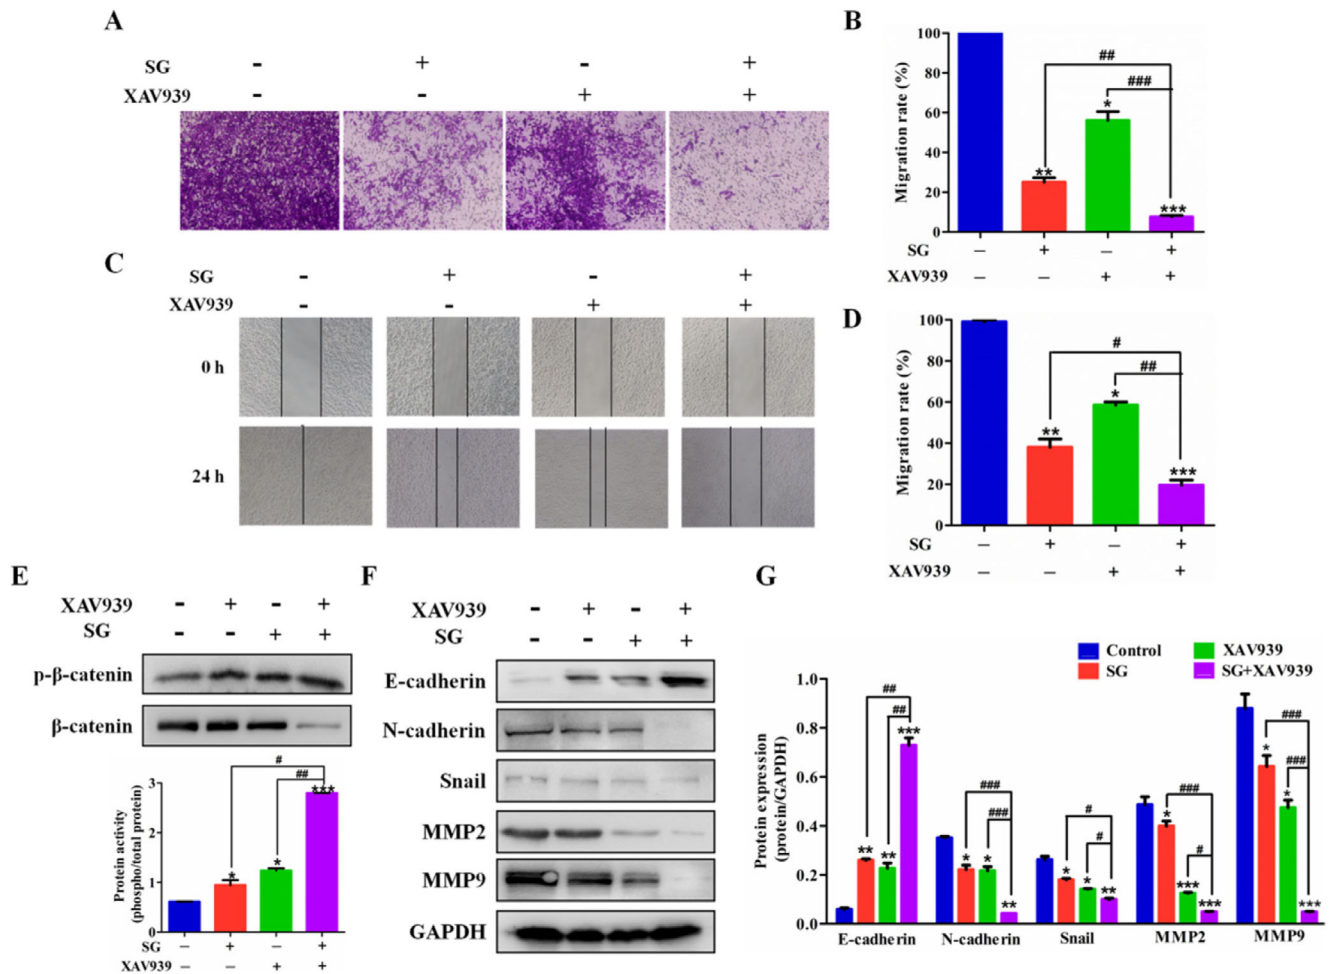 A
SG - + - +
XAV939 - - + +
B
Migration rate (%)
100
80
60
40
20
0
##
###
**
*
***
SG – + – +
XAV939 – – + +
C
SG - + - +
XAV939 - - + +
0 h
24 h
D
Migration rate (%)
100
80
60
40
20
0
#
##
**
*
***
SG – + – +
XAV939 – – + +
E
XAV939 - + - +
SG - - + +
p-β-catenin
β-catenin
Protein activity
(phospho/total protein)
3
2
1
0
#
##
*
*
***
SG – + – +
XAV939 – – + +
F
XAV939 - + - +
SG - - + +
E-cadherin
N-cadherin
Snail
MMP2
MMP9
GAPDH
G
Control
SG
XAV939
SG+XAV939
Protein expression
(protein/GAPDH)
1.0
0.8
0.6
0.4
0.2
0.0
##
##
** ** ***
###
###
* * **
#
#
* * **
###
#
* *** ***
###
###
* * ***
E-cadherin N-cadherin Snail MMP2 MMP9